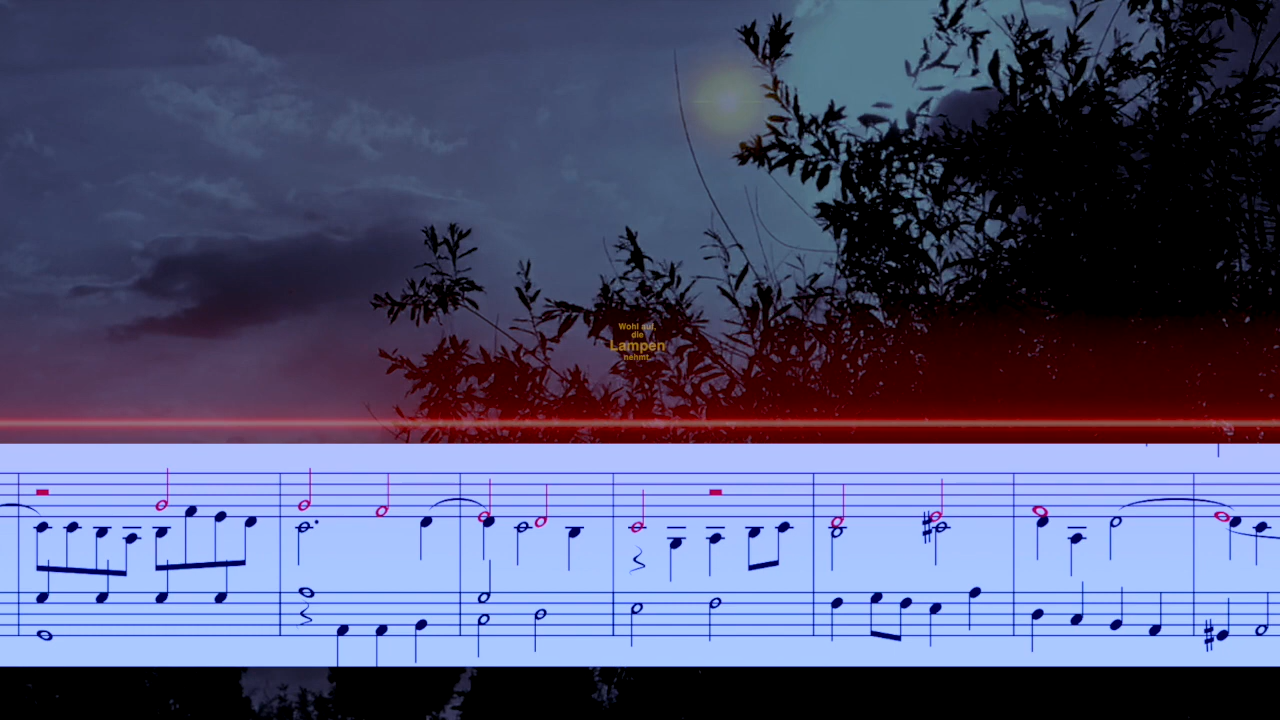 Wohl auf,
die
Lampen
nehmt.